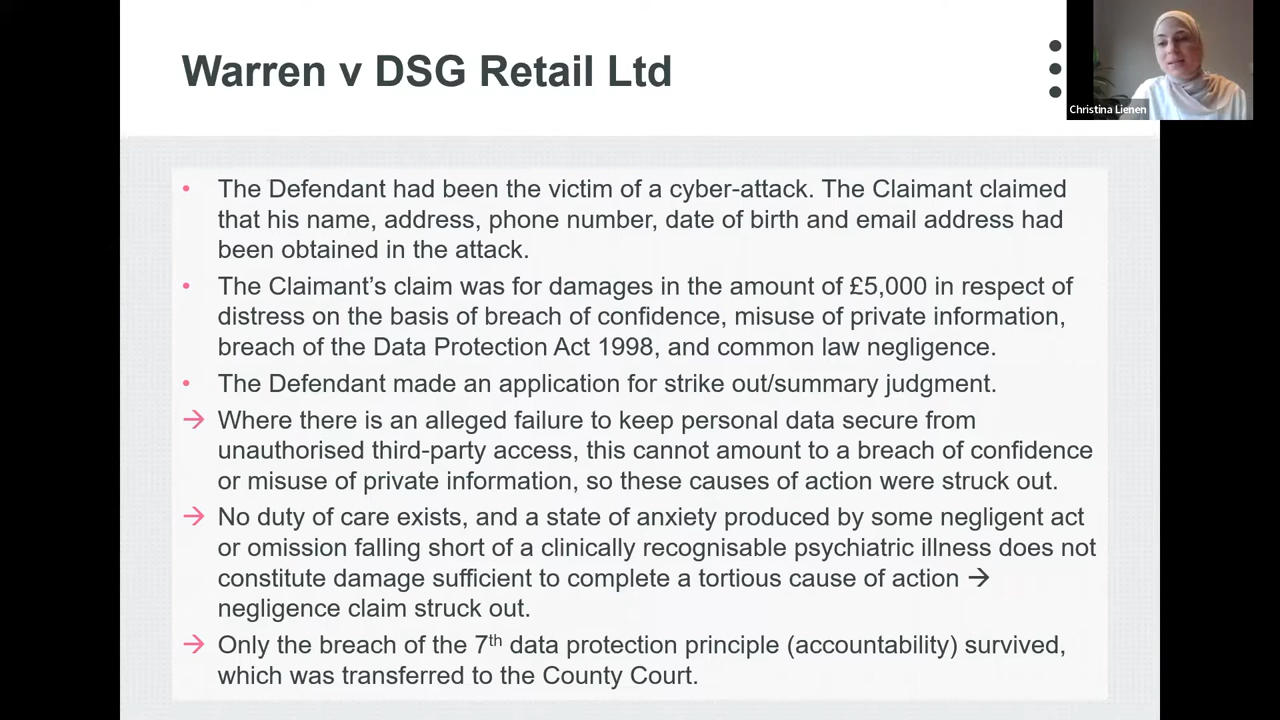 Warren v DSG Retail Ltd
Christina Lienen
• The Defendant had been the victim of a cyber-attack. The Claimant claimed
that his name, address, phone number, date of birth and email address had
been obtained in the attack.
• The Claimant’s claim was for damages in the amount of £5,000 in respect of
distress on the basis of breach of confidence, misuse of private information,
breach of the Data Protection Act 1998, and common law negligence.
• The Defendant made an application for strike out/summary judgment.
→ Where there is an alleged failure to keep personal data secure from
unauthorised third-party access, this cannot amount to a breach of confidence
or misuse of private information, so these causes of action were struck out.
→ No duty of care exists, and a state of anxiety produced by some negligent act
or omission falling short of a clinically recognisable psychiatric illness does not
constitute damage sufficient to complete a tortious cause of action →
negligence claim struck out.
→ Only the breach of the 7th data protection principle (accountability) survived,
which was transferred to the County Court.